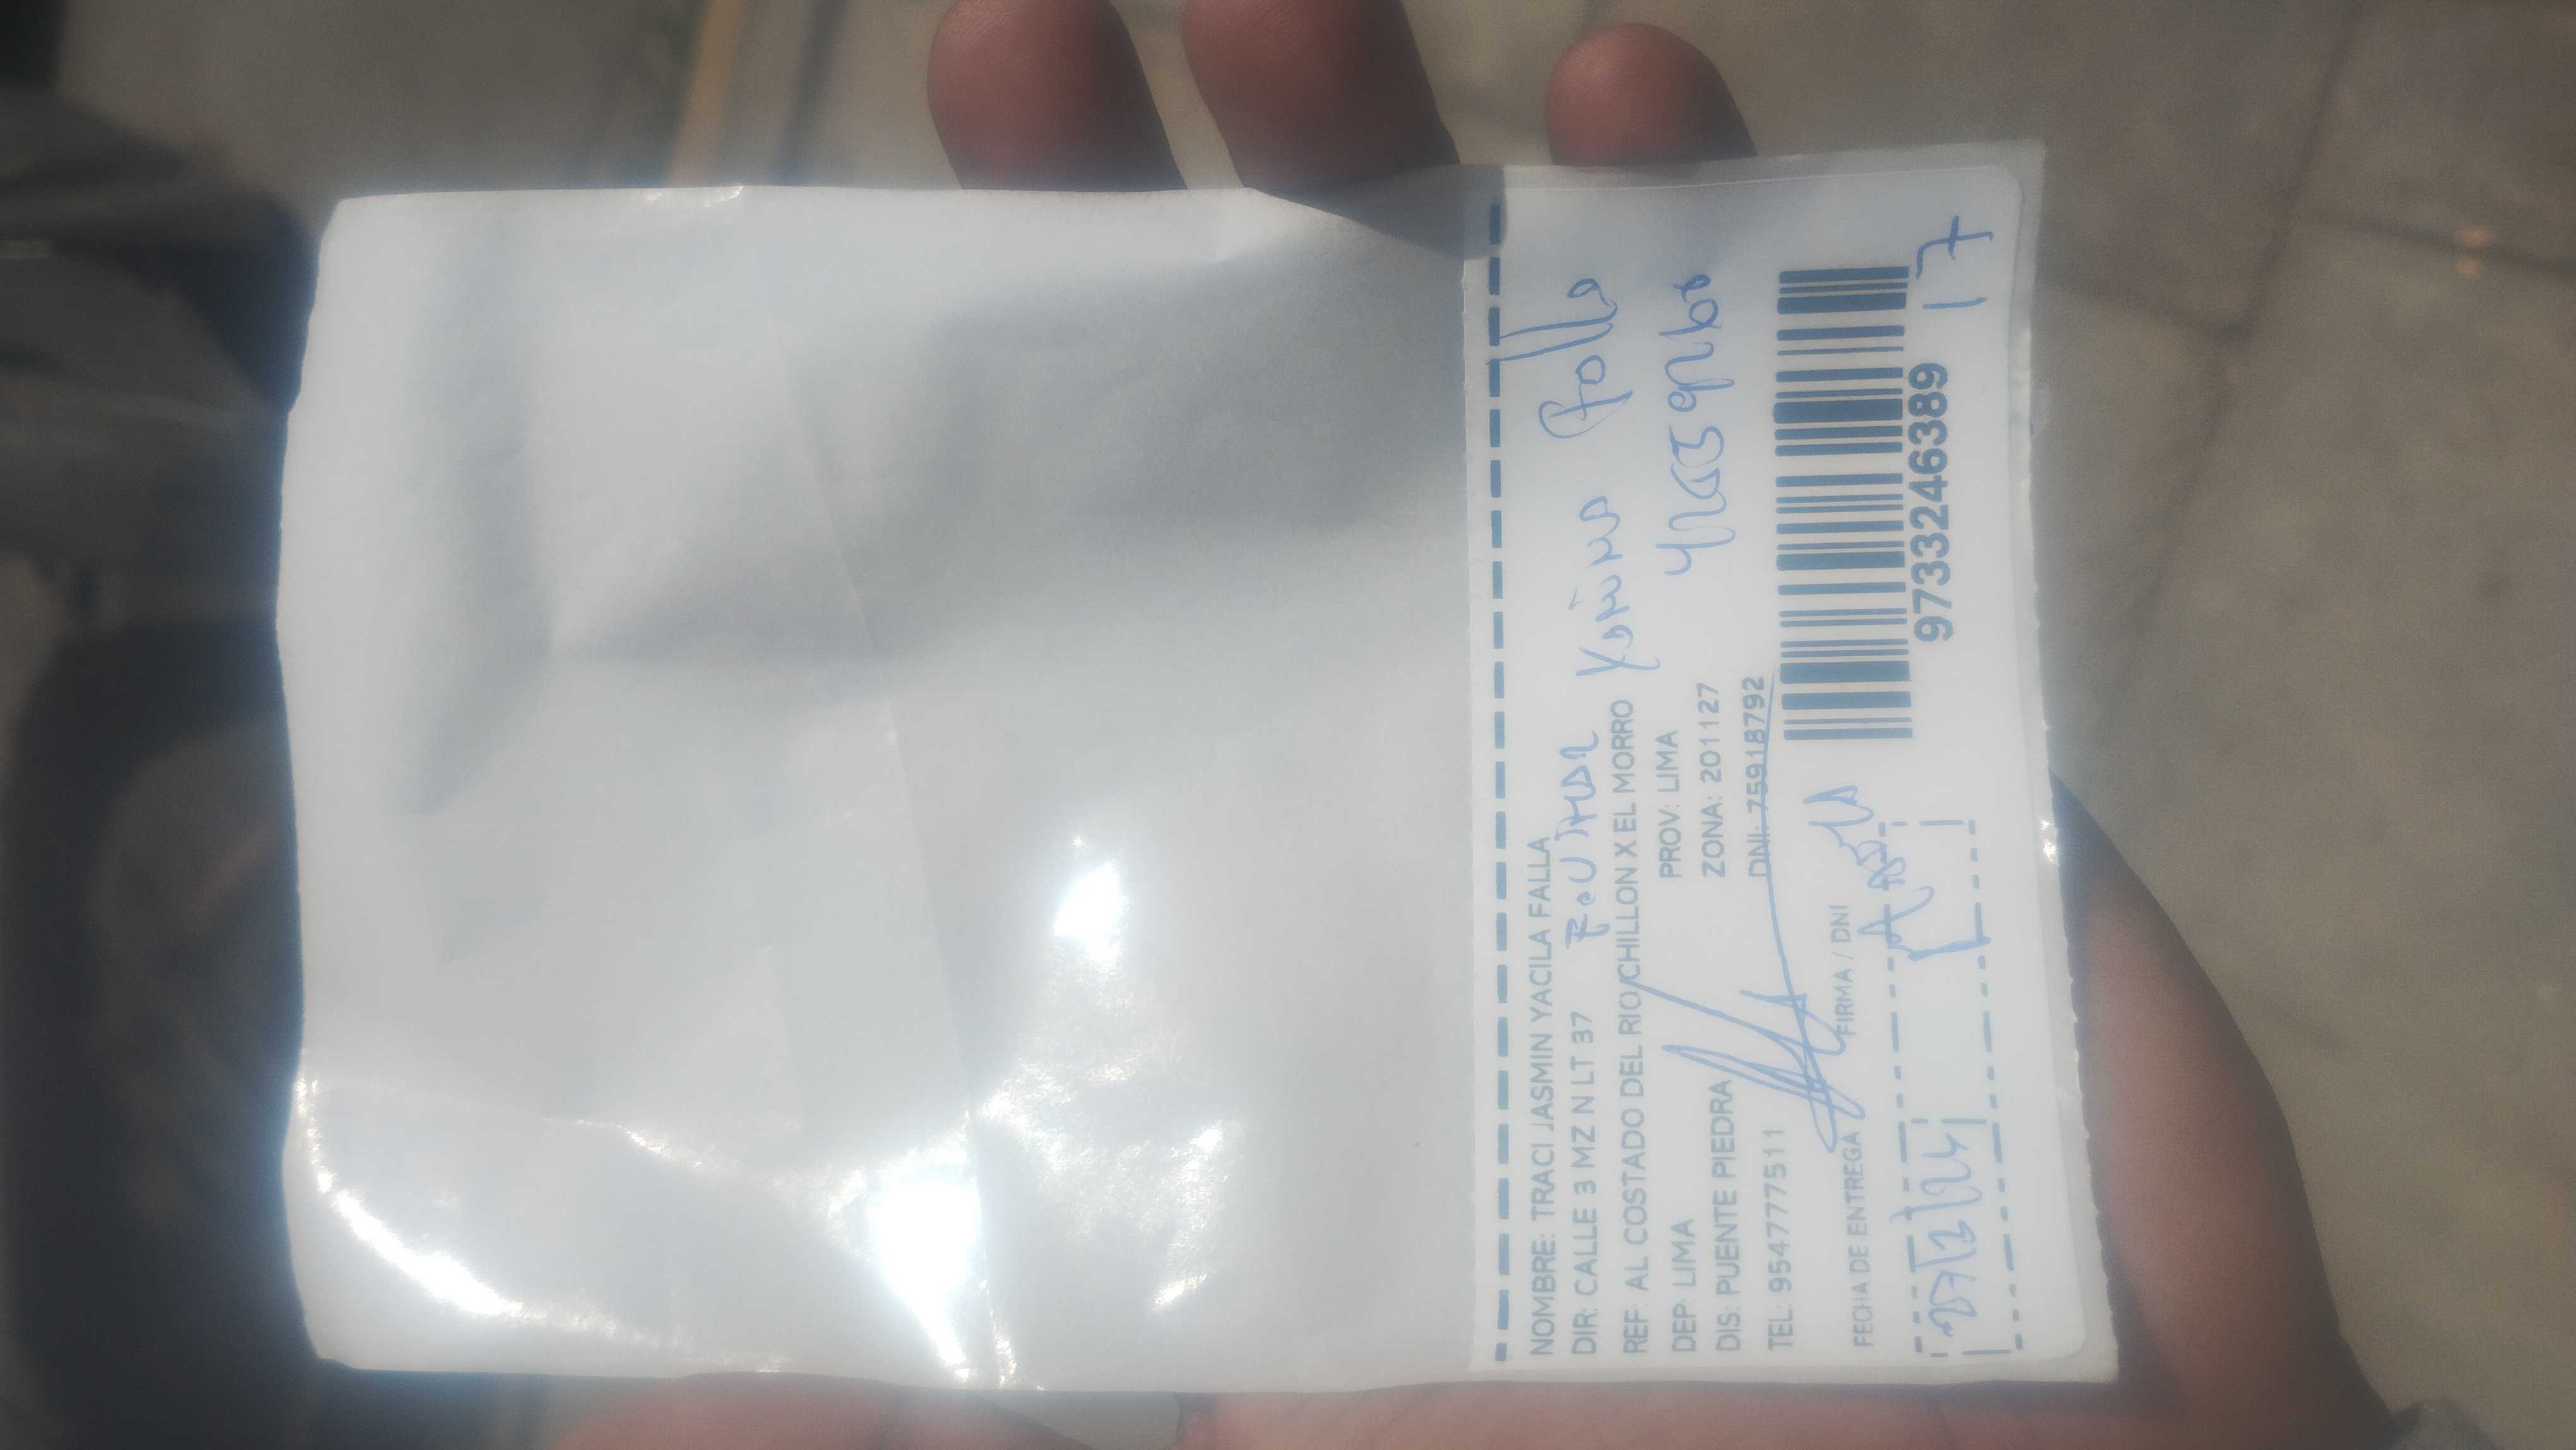 NOMBRE: TRACI JASMIN YACILA FALLA
DIR: CALLE 3 MZ N LT 37
REF: AL COSTADO DEL RIO/CHILLON X EL MORRO
DEP: LIMA PROV: LIMA
DIS: PUENTE PIEDRA ZONA: 201127
TEL: 954777511 DNI: 75918792
Falla
FECHA DE ENTREGA FIRMA / DNI
9733246389
17